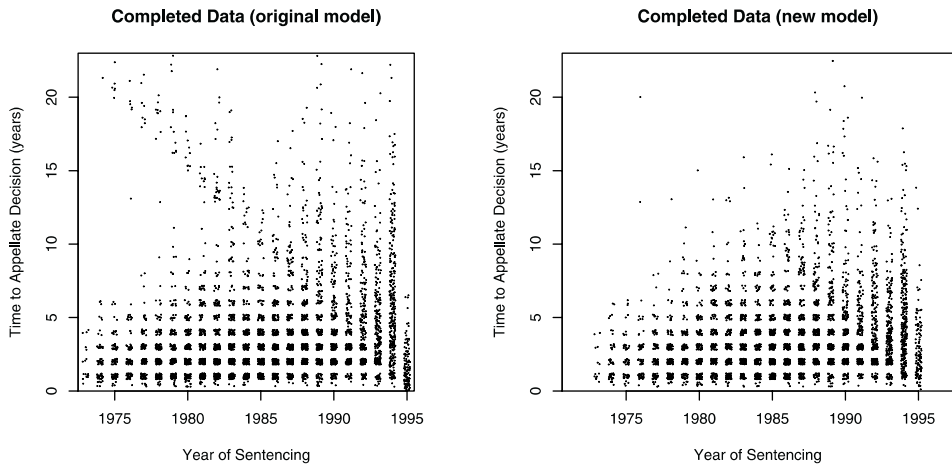 Completed Data (original model)
Time to Appellate Decision (years)
20
15
10
5
0
1975 1980 1985 1990 1995
Year of Sentencing
Completed Data (new model)
Time to Appellate Decision (years)
20
15
10
5
0
1975 1980 1985 1990 1995
Year of Sentencing